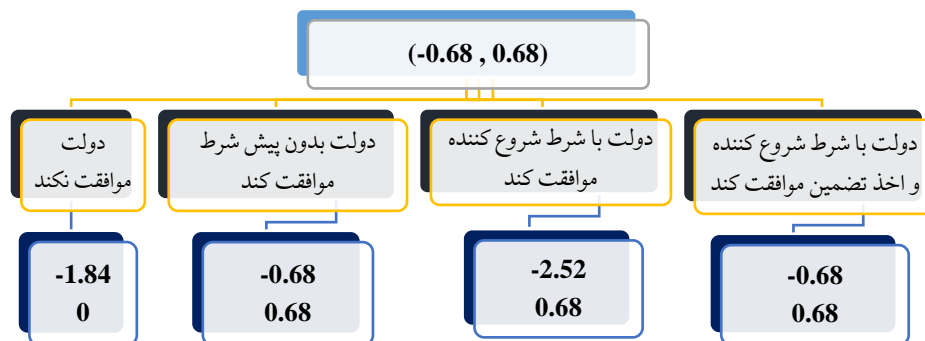 (-0.68 , 0.68)
دولت با شرط شروع کننده
و اخذ تضمین موافقت کند
دولت با شرط شروع کننده
موافقت کند
دولت بدون پیش شرط
موافقت کند
دولت
موافقت نکند
-0.68
0.68
-2.52
0.68
-0.68
0.68
-1.84
0